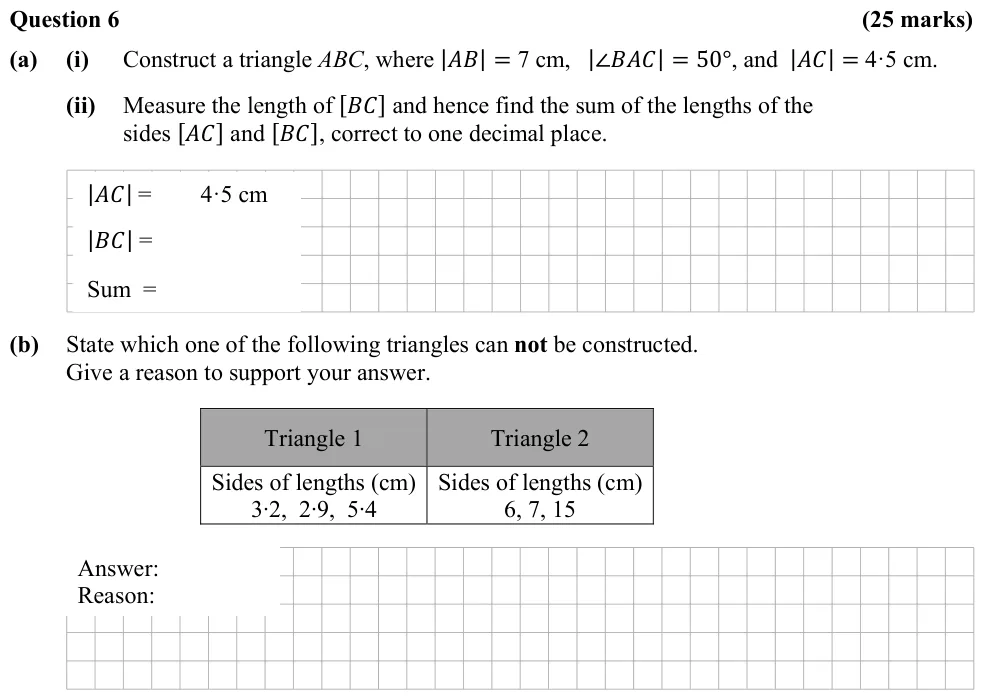 Question 6 (25 marks)
(a) (i) Construct a triangle ABC, where |AB| = 7 cm, |∠BAC| = 50°, and |AC| = 4·5 cm.
(ii) Measure the length of [BC] and hence find the sum of the lengths of the
sides [AC] and [BC], correct to one decimal place.
|AC| = 4·5 cm
|BC| =
Sum =
(b) State which one of the following triangles can not be constructed.
Give a reason to support your answer.
Triangle 1 Triangle 2
Sides of lengths (cm) Sides of lengths (cm)
3·2, 2·9, 5·4 6, 7, 15
Answer:
Reason: